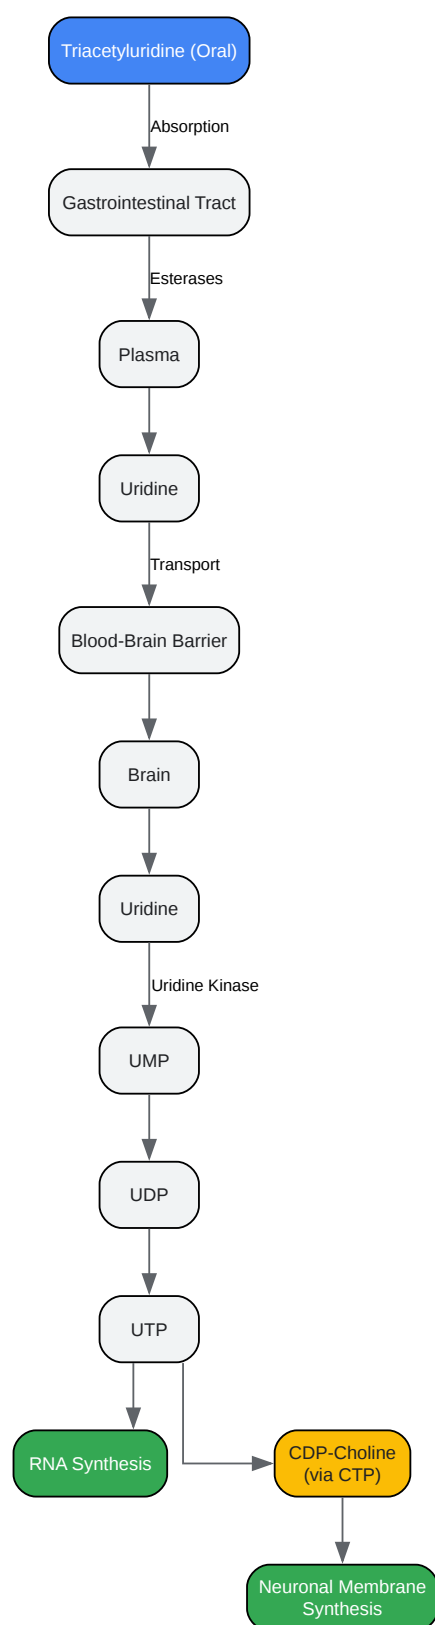 Triacetyluridine (Oral)
Absorption
Gastrointestinal Tract
Esterases
Plasma
Uridine
Transport
Blood-Brain Barrier
Brain
Uridine
Uridine Kinase
UMP
UDP
UTP
RNA Synthesis
CDP-Choline
(via CTP)
Neuronal Membrane
Synthesis